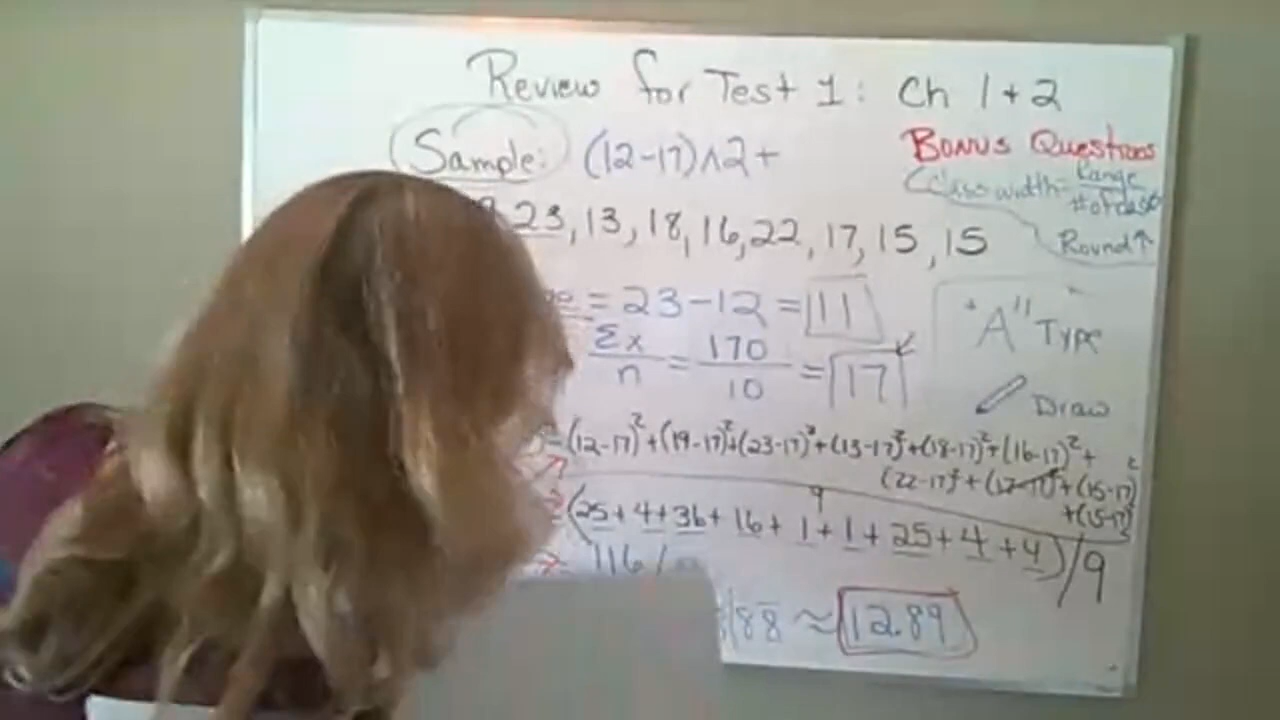 Review for Test 1: Ch 1+2
Sample: (12-17)^2+
Bonus Questions
Class width= Range
# of
Round↑
23, 13, 18, 16, 22, 17, 15, 15
= 23-12 = 11
Σx/n = 170/10 = 17
"A" Type
Draw
(12-17)²+(19-17)²+(23-17)²+(13-17)²+(18-17)²+(16-17)²+
(22-17)²+(17-17)²+(15-17)²
+(15-17)²
9
(25+4+36+16+1+1+25+4+4)/9
116/
88 ≈ 12.89